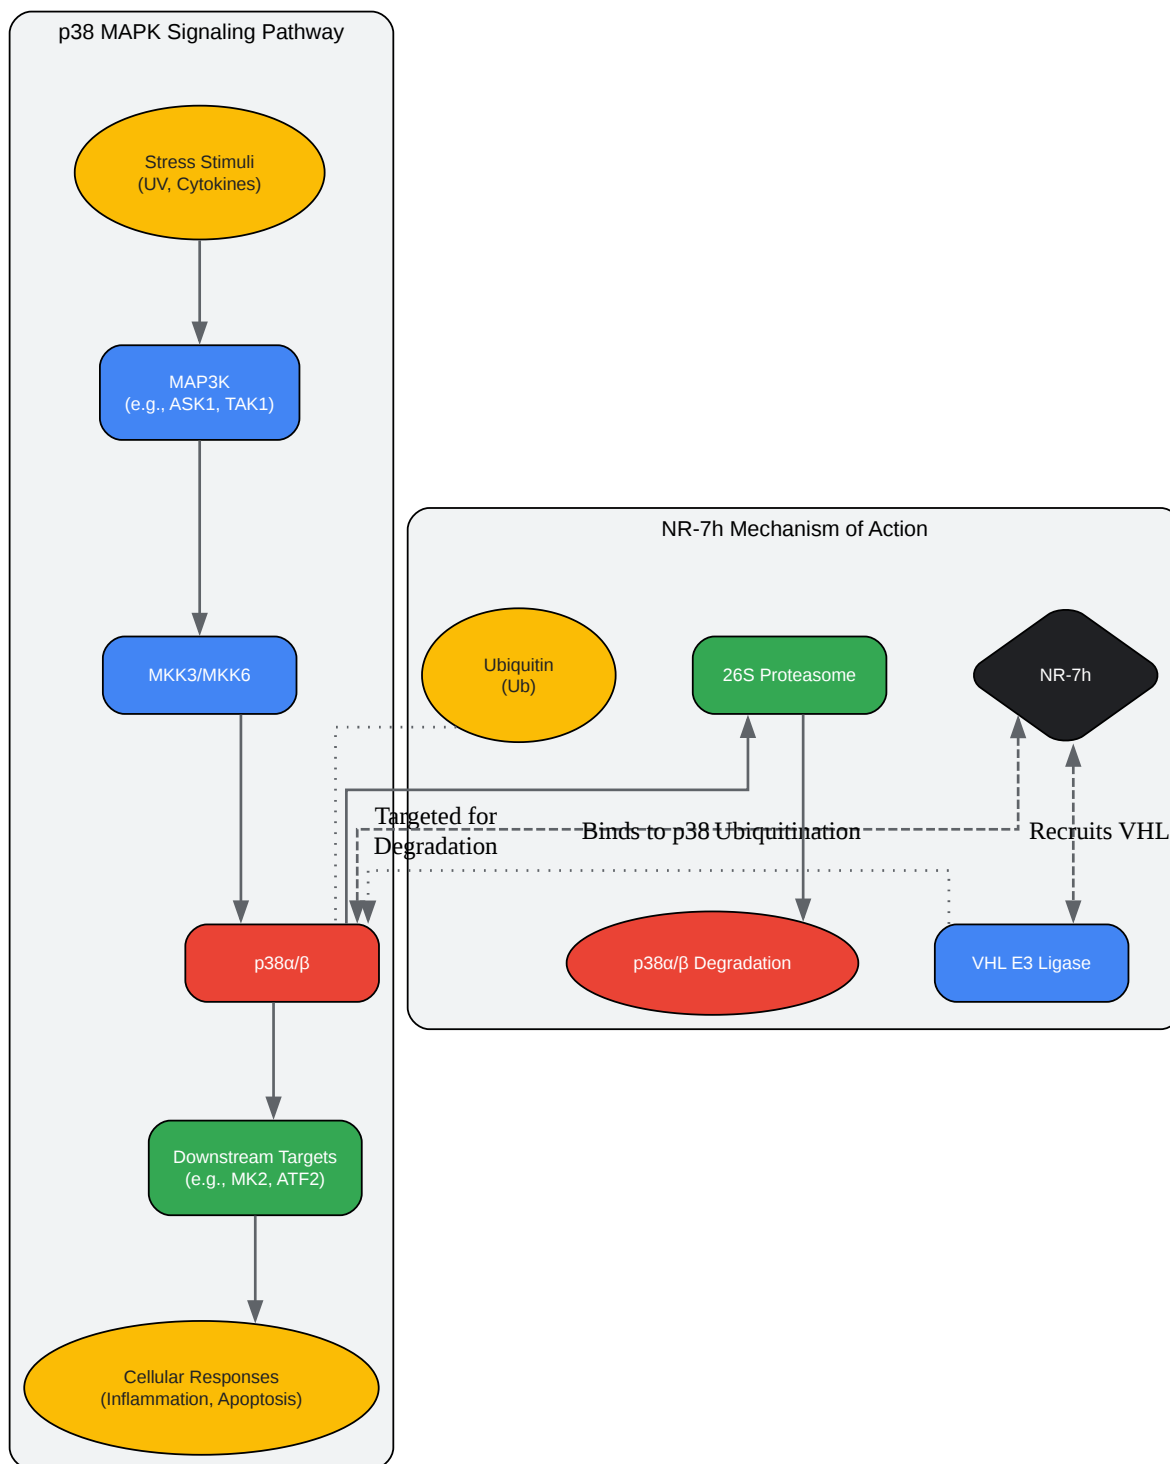 p38 MAPK Signaling Pathway
Stress Stimuli
(UV, Cytokines)
MAP3K
(e.g., ASK1, TAK1)
MKK3/MKK6
p38α/β
Downstream Targets
(e.g., MK2, ATF2)
Cellular Responses
(Inflammation, Apoptosis)
NR-7h Mechanism of Action
Ubiquitin
(Ub)
26S Proteasome
NR-7h
Targeted for
Degradation
Binds to p38
Ubiquitination
Recruits VHL
p38α/β Degradation
VHL E3 Ligase